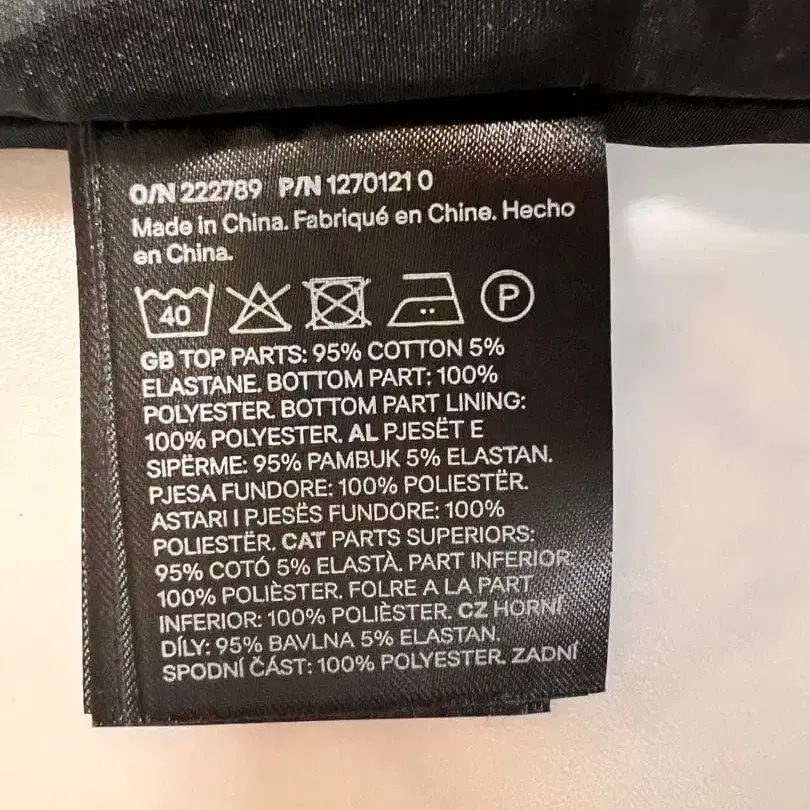 O/N 222789 P/N 1270121 0
Made in China. Fabriqué en Chine. Hecho
en China.
40 P
GB TOP PARTS: 95% COTTON 5%
ELASTANE. BOTTOM PART: 100%
POLYESTER. BOTTOM PART LINING:
100% POLYESTER. AL PJESËT E
SIPËRME: 95% PAMBUK 5% ELASTAN.
PJESA FUNDORE: 100% POLIESTËR.
ASTARI I PJESËS FUNDORE: 100%
POLIESTËR. CAT PARTS SUPERIORS:
95% COTÓ 5% ELASTÀ. PART INFERIOR:
100% POLIÈSTER. FOLRE A LA PART
INFERIOR: 100% POLIÈSTER. CZ HORNÍ
DÍLY: 95% BAVLNA 5% ELASTAN.
SPODNÍ ČÁST: 100% POLYESTER. ZADNÍ